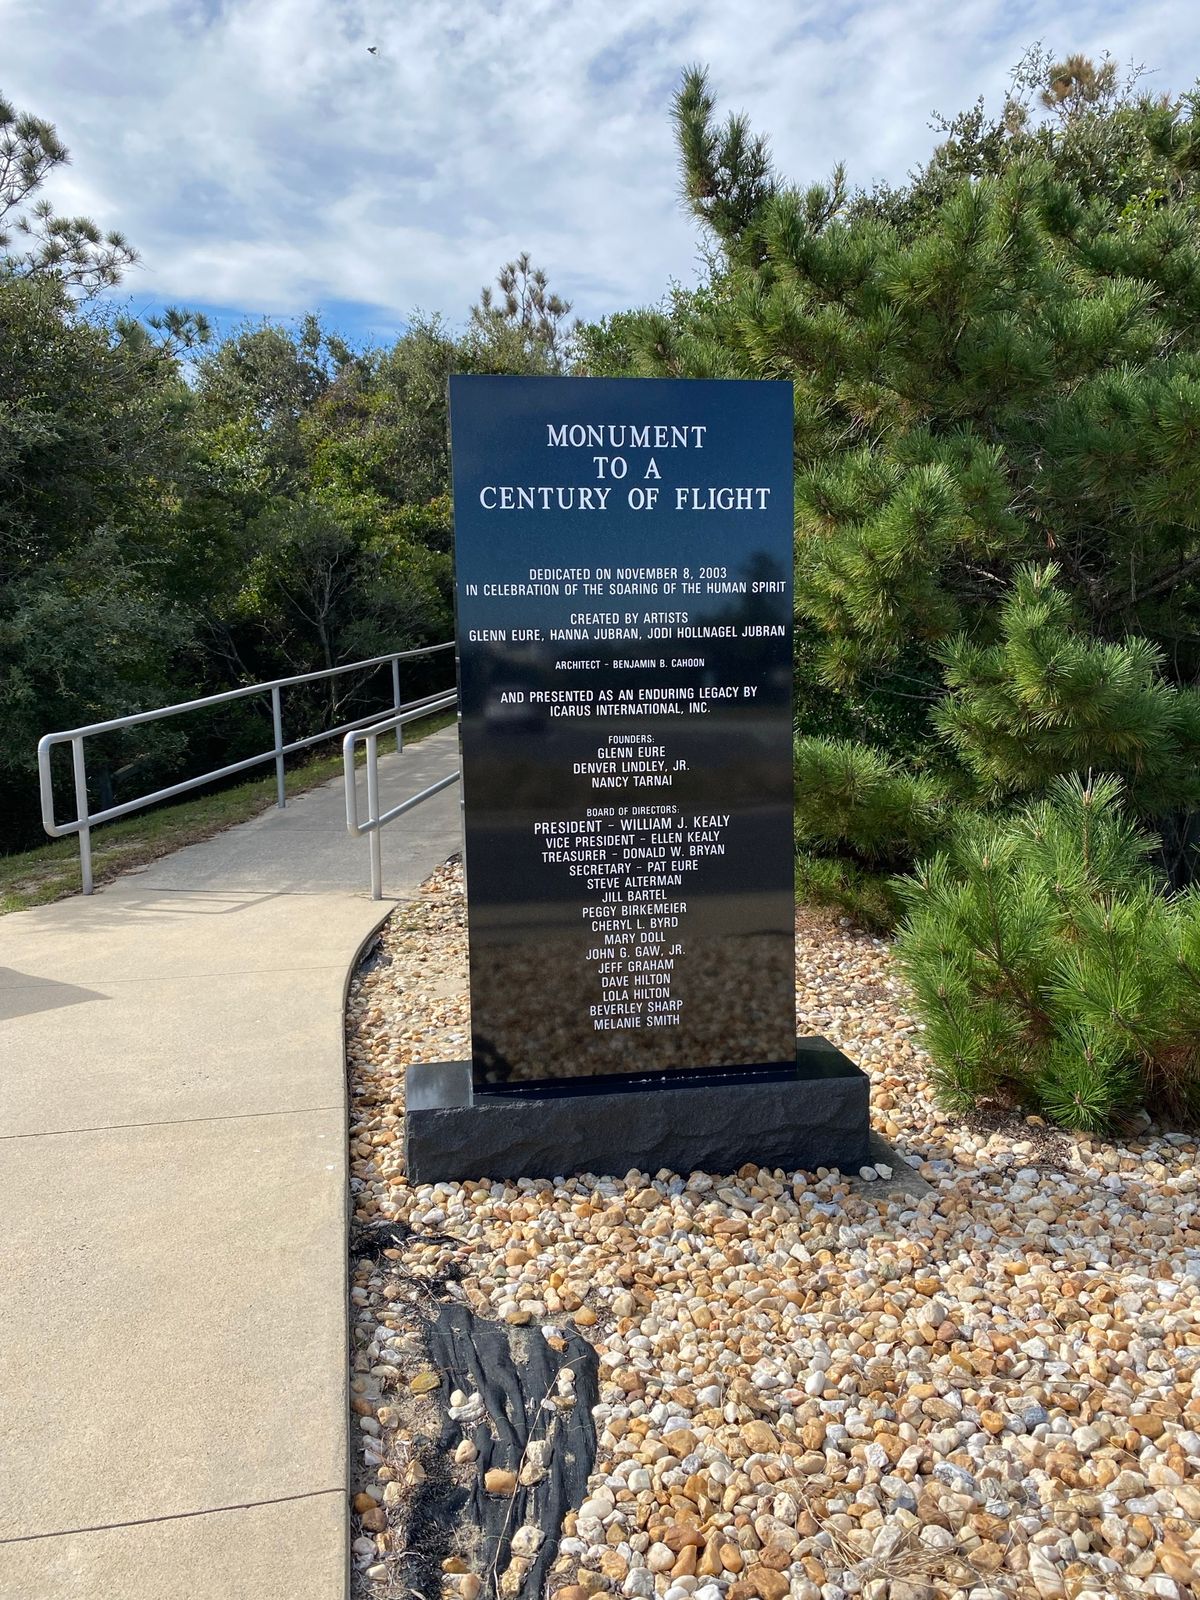 MONUMENT
TO A
CENTURY OF FLIGHT
DEDICATED ON NOVEMBER 8, 2003
IN CELEBRATION OF THE SOARING OF THE HUMAN SPIRIT
CREATED BY ARTISTS
GLENN EURE, HANNA JUBRAN, JODI HOLLNAGEL JUBRAN
ARCHITECT - BENJAMIN B. CAHOON
AND PRESENTED AS AN ENDURING LEGACY BY
ICARUS INTERNATIONAL, INC.
FOUNDERS:
GLENN EURE
DENVER LINDLEY, JR.
NANCY TARNAI
BOARD OF DIRECTORS:
PRESIDENT - WILLIAM J. KEALY
VICE PRESIDENT - ELLEN KEALY
TREASURER - DONALD W. BRYAN
SECRETARY - PAT EURE
STEVE ALTERMAN
JILL BARTEL
PEGGY BIRKEMEIER
CHERYL L. BYRD
MARY DOLL
JOHN G. GAW, JR.
JEFF GRAHAM
DAVE HILTON
LOLA HILTON
BEVERLEY SHARP
MELANIE SMITH